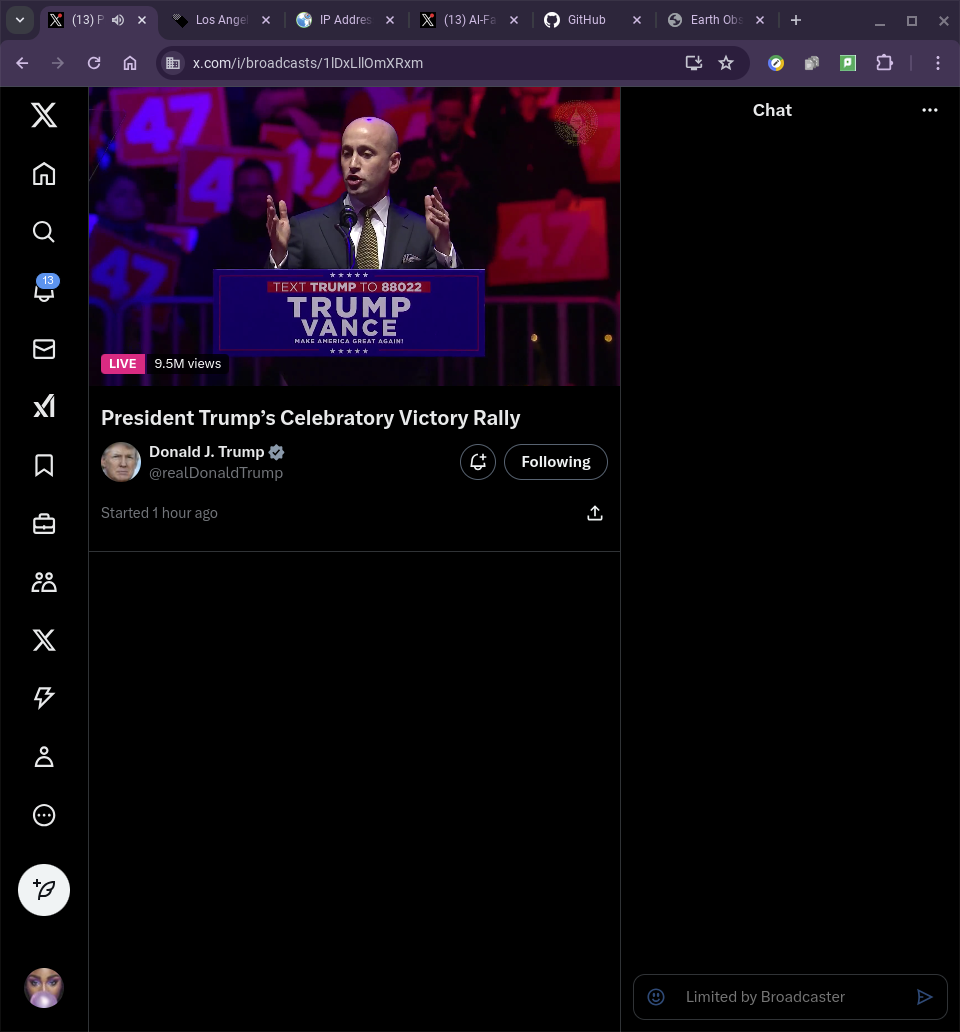 (13) P
Los Angel
IP Addres
(13) Al-Fa
GitHub
Earth Obs
x.com/i/broadcasts/1lDxLllOmXRxm
13
47
4
47
47
47
TEXT TRUMP TO 88022
TRUMP
VANCE
MAKE AMERICA GREAT AGAIN!
LIVE 9.5M views
President Trump’s Celebratory Victory Rally
Donald J. Trump
@realDonaldTrump
Following
Started 1 hour ago
Chat
Limited by Broadcaster